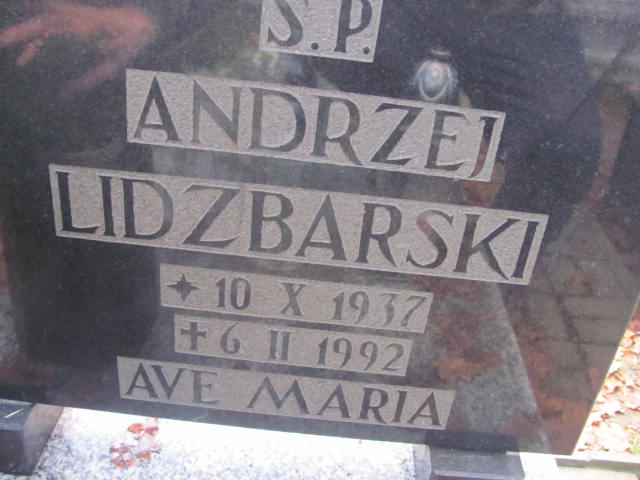 Ś.P.
ANDRZEJ
LIDZBARSKI
✦ 10 X 1937
✝ 6 II 1992
AVE MARIA